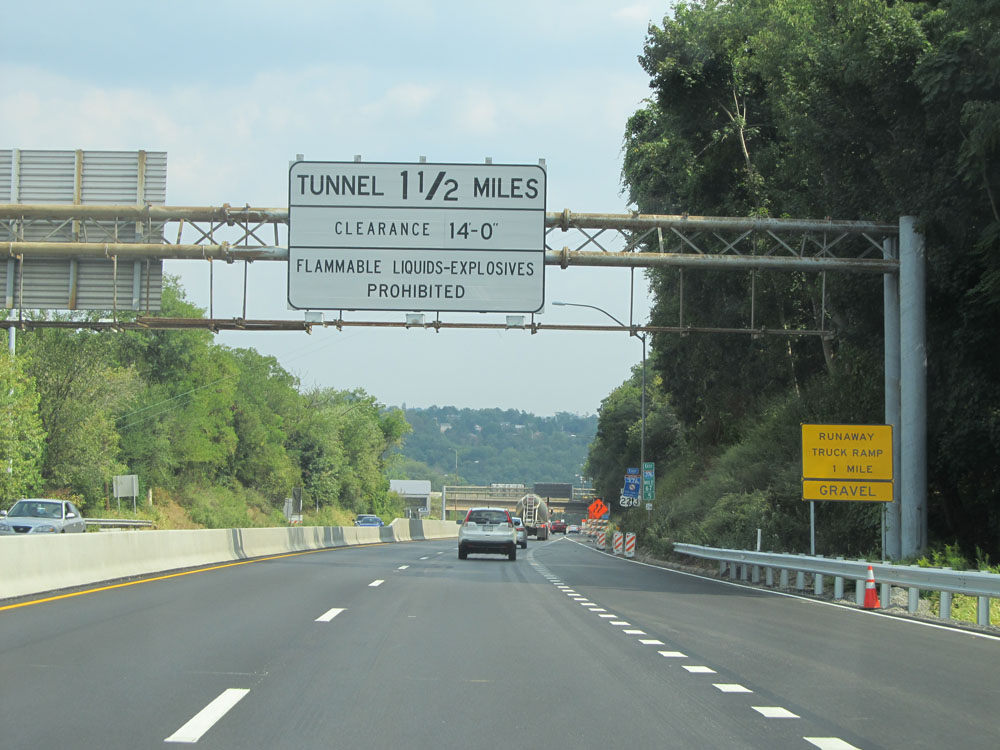 TUNNEL 1 1/2 MILES
CLEARANCE 14-0"
FLAMMABLE LIQUIDS-EXPLOSIVES
PROHIBITED
RUNAWAY
TRUCK RAMP
1 MILE
GRAVEL